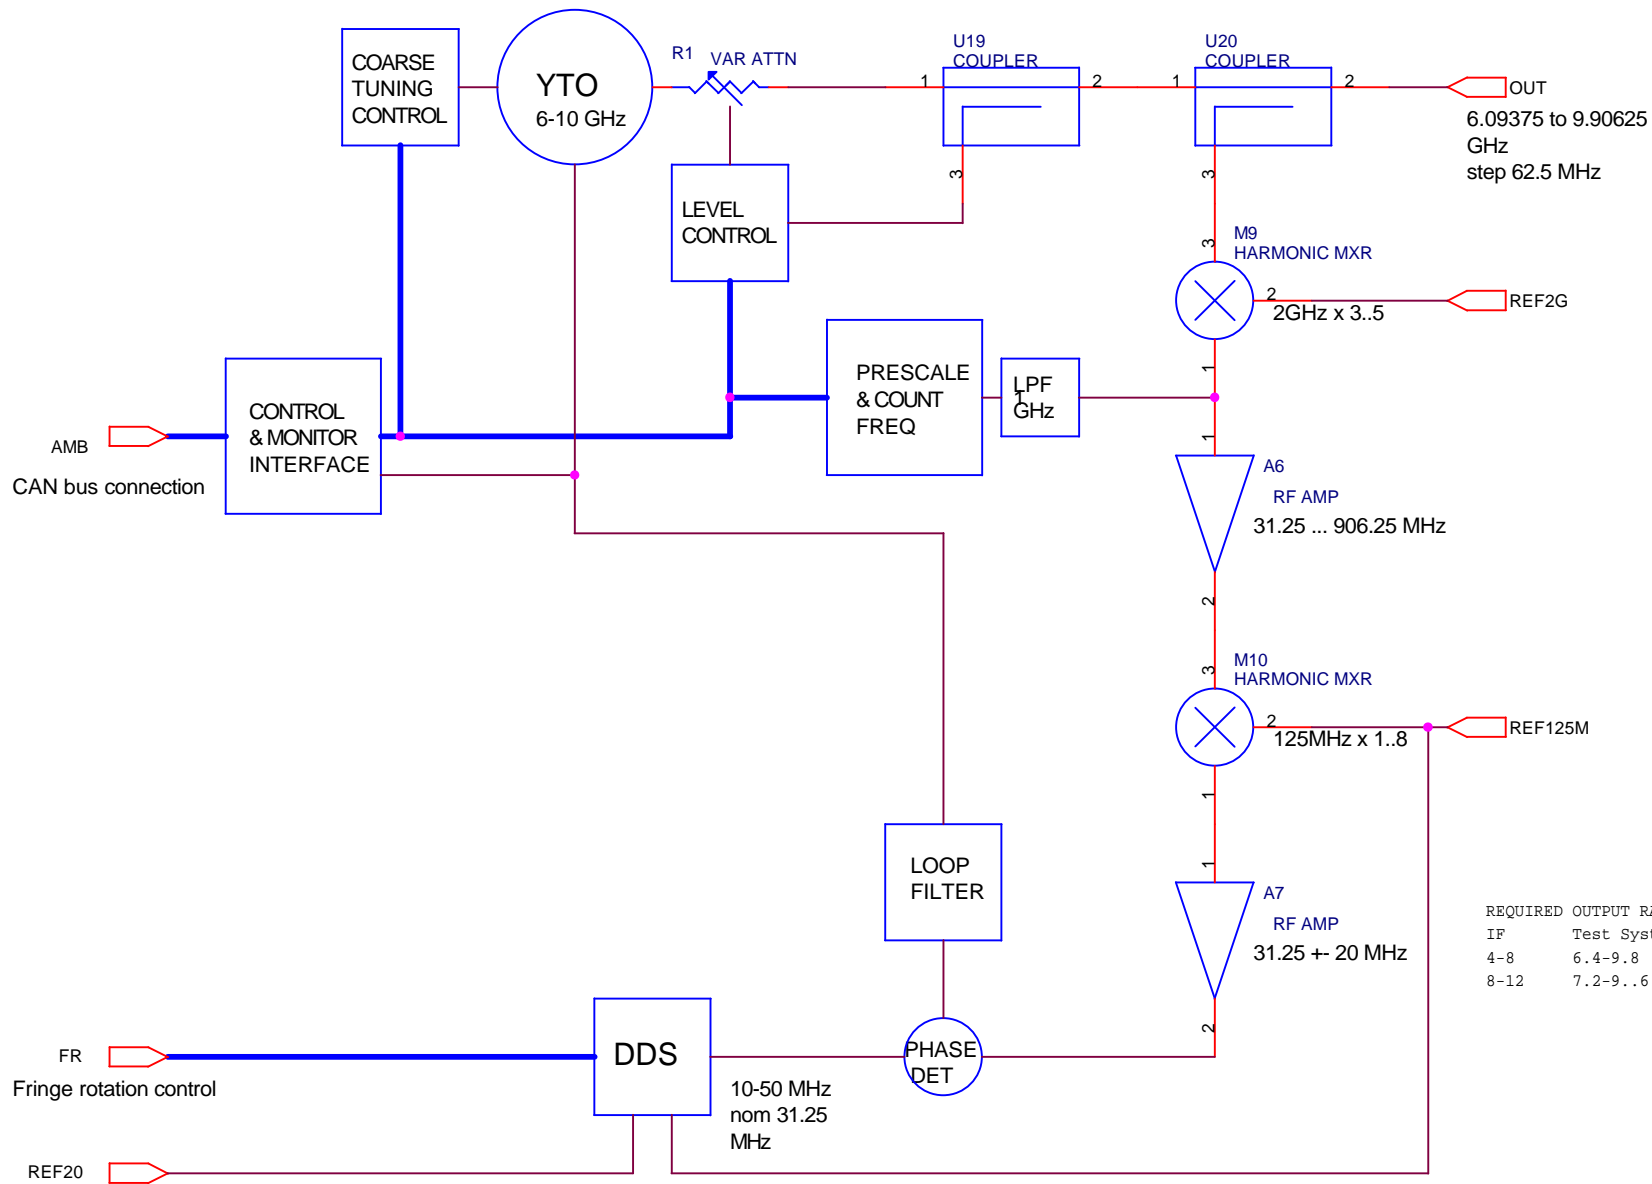 COARSE
TUNING
CONTROL
YTO
6-10 GHz
R1
VAR ATTN
U19
COUPLER
1
2
3
U20
COUPLER
1
2
3
OUT
6.09375 to 9.90625
GHz
step 62.5 MHz
LEVEL
CONTROL
3
M9
HARMONIC MXR
2
2GHz x 3..5
REF2G
1
PRESCALE
& COUNT
FREQ
LPF
1
GHz
CONTROL
& MONITOR
INTERFACE
AMB
CAN bus connection
1
A6
RF AMP
31.25 ... 906.25 MHz
2
3
M10
HARMONIC MXR
2
125MHz x 1..8
REF125M
1
LOOP
FILTER
1
A7
RF AMP
31.25 +- 20 MHz
2
REQUIRED OUTPUT
IF Test
4-8 6.4-9.8
8-12 7.2-9..6
FR
Fringe rotation control
DDS
PHASE
DET
10-50 MHz
nom 31.25
MHz
REF20